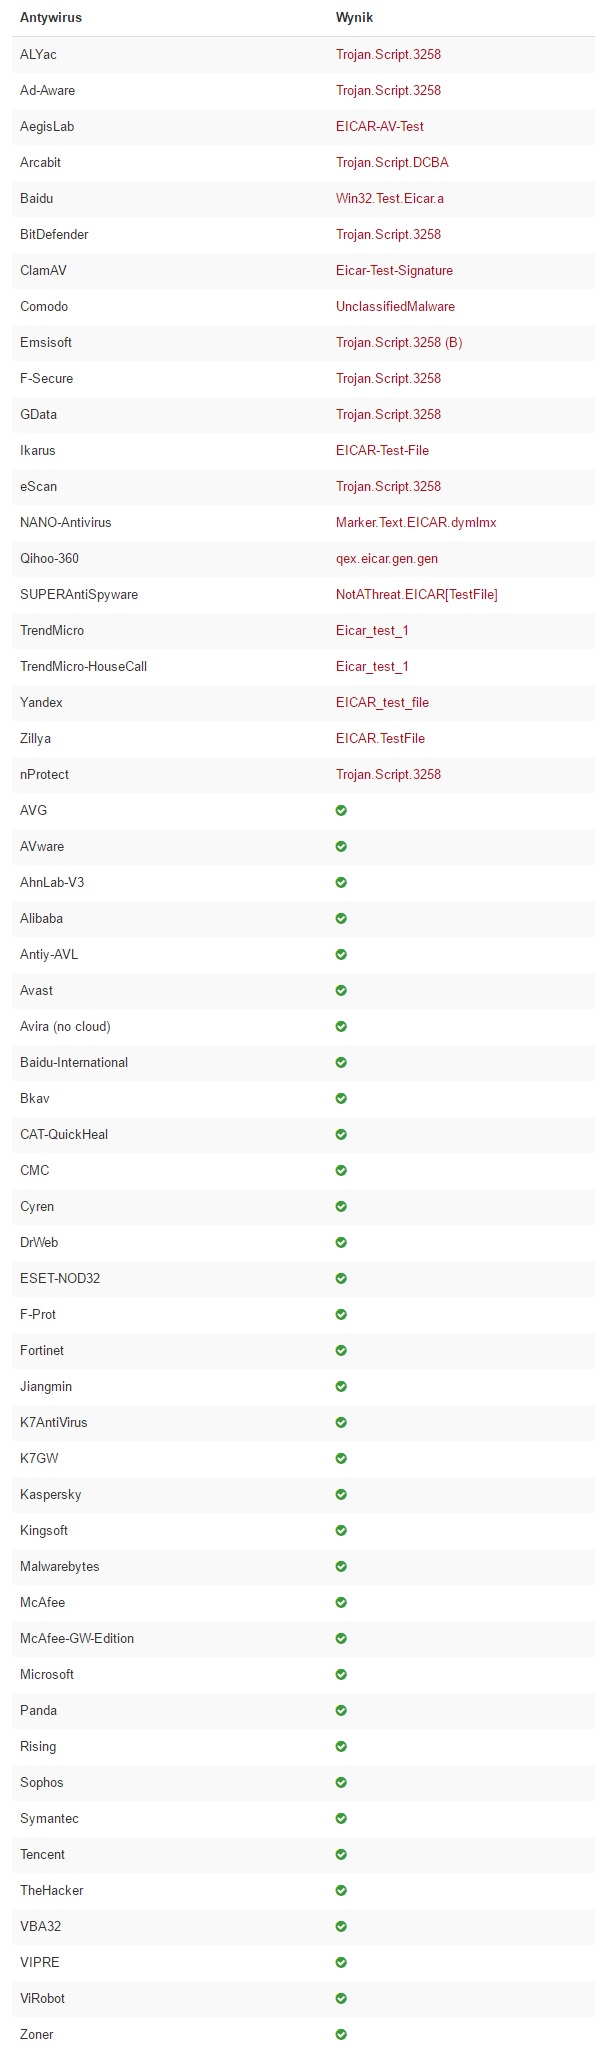 Antywirus Wynik
ALYac Trojan.Script.3258
Ad-Aware Trojan.Script.3258
AegisLab EICAR-AV-Test
Arcabit Trojan.Script.DCBA
Baidu Win32.Test.Eicar.a
BitDefender Trojan.Script.3258
ClamAV Eicar-Test-Signature
Comodo UnclassifiedMalware
Emsisoft Trojan.Script.3258 (B)
F-Secure Trojan.Script.3258
GData Trojan.Script.3258
Ikarus EICAR-Test-File
eScan Trojan.Script.3258
NANO-Antivirus Marker.Text.EICAR.dymlmx
Qihoo-360 qex.eicar.gen.gen
SUPERAntiSpyware NotAThreat.EICAR[TestFile]
TrendMicro Eicar_test_1
TrendMicro-HouseCall Eicar_test_1
Yandex EICAR_test_file
Zillya EICAR.TestFile
nProtect Trojan.Script.3258
AVG
AVware
AhnLab-V3
Alibaba
Antiy-AVL
Avast
Avira (no cloud)
Baidu-International
Bkav
CAT-QuickHeal
CMC
Cyren
DrWeb
ESET-NOD32
F-Prot
Fortinet
Jiangmin
K7AntiVirus
K7GW
Kaspersky
Kingsoft
Malwarebytes
McAfee
McAfee-GW-Edition
Microsoft
Panda
Rising
Sophos
Symantec
Tencent
TheHacker
VBA32
VIPRE
ViRobot
Zoner